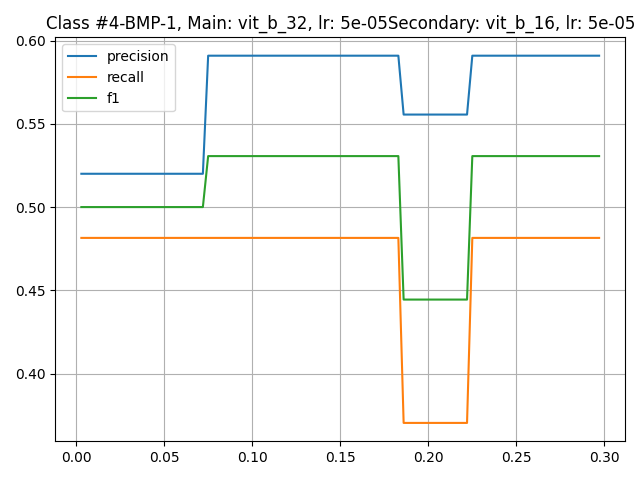 Class #4-BMP-1, Main: vit_b_32, lr: 5e-05Secondary: vit_b_16, lr: 5e-05
precision
recall
f1
0.60
0.55
0.50
0.45
0.40
0.00 0.05 0.10 0.15 0.20 0.25 0.30